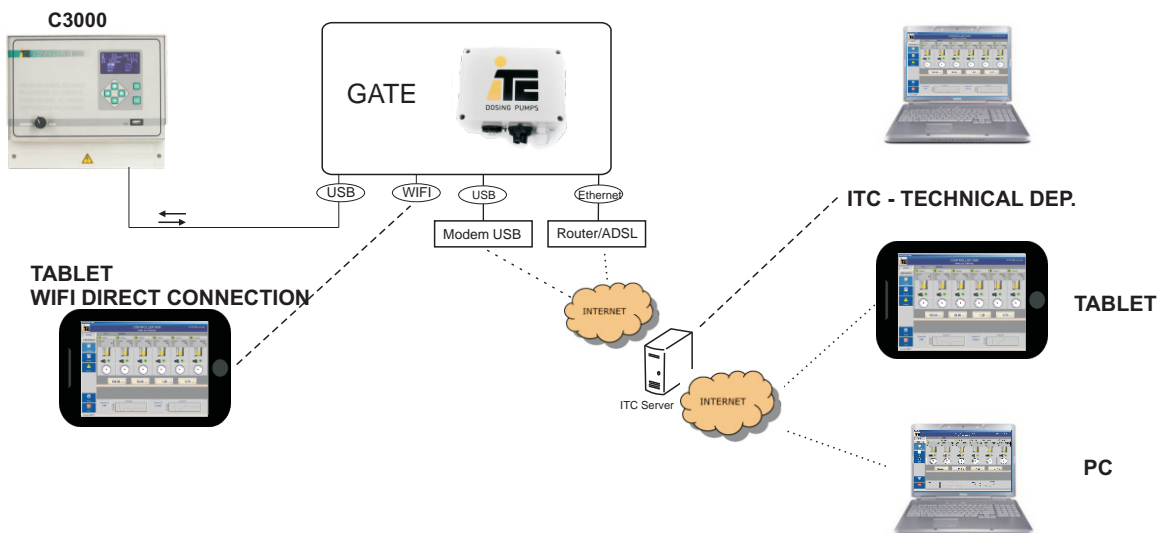 C3000
GATE
iTC
DOSING PUMPS
USB
WIFI
USB
Ethernet
Modem USB
Router/ADSL
ITC - TECHNICAL DEP.
TABLET
WIFI DIRECT CONNECTION
INTERNET
TABLET
ITC Server
INTERNET
PC